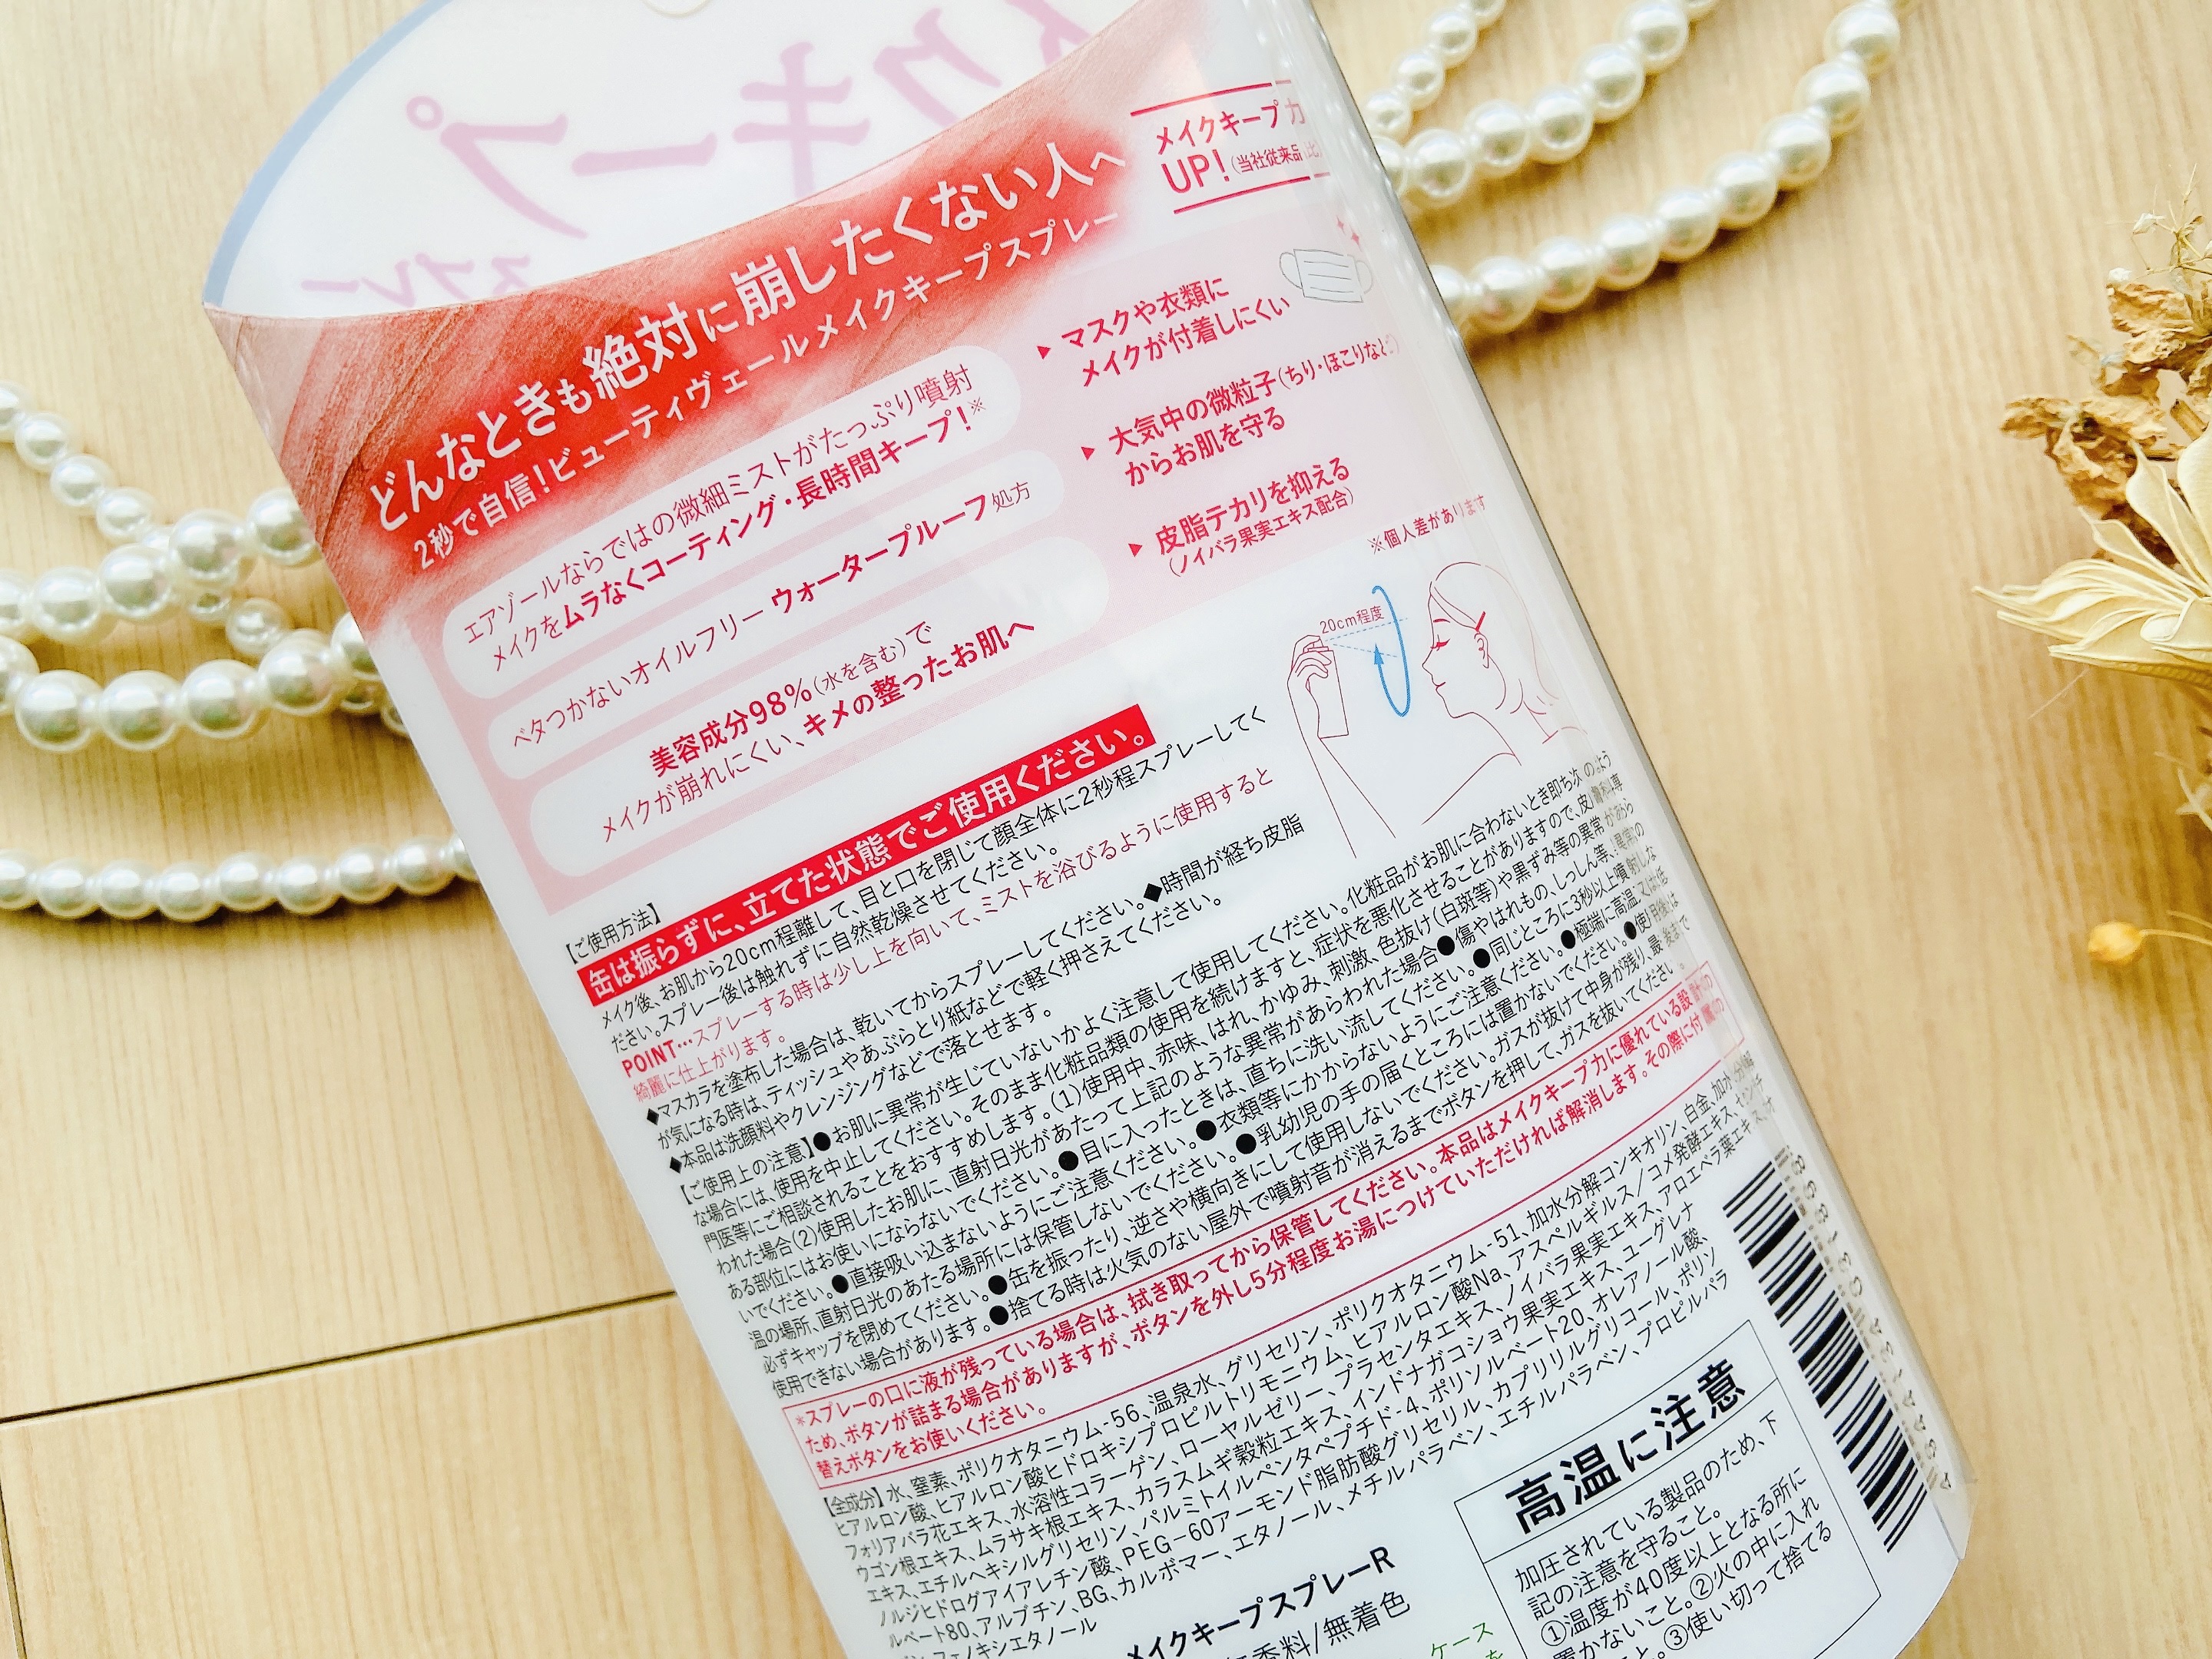 どんなときも絶対に崩したくない人へ
2秒で自信!ビューティヴェールメイクキープスプレー
メイクキープ力
UP!(当社従来品比)
エアゾールならではの微細ミストがたっぷり噴射
メイクをムラなくコーティング・長時間キープ!※
ベタつかないオイルフリー ウォータープルーフ処方
美容成分98%(水を含む)で
メイクが崩れにくい、キメの整ったお肌へ
▶マスクや衣類に
メイクが付着しにくい
▶大気中の微粒子(ちり・ほこりなど)
からお肌を守る
▶皮脂テカリを抑える
(ノイバラ果実エキス配合)
※個人差があります
20cm程度
【ご使用方法】
缶は振らずに、立てた状態でご使用ください。
メイク後、お肌から20cm程離して、目と口を閉じて顔全体に2秒程スプレーしてく
ださい。スプレー後は触れずに自然乾燥させてください。
POINT…スプレーする時は少し上を向いて、ミストを浴びるように使用すると
綺麗に仕上がります。
◆マスカラを塗布した場合は、乾いてからスプレーしてください。◆時間が経ち皮脂
が気になる時は、ティッシュやあぶらとり紙などで軽く押さえてください。
◆本品は洗顔料やクレンジングなどで落とせます。
【ご使用上の注意】●お肌に異常が生じていないかよく注意して使用してください。化粧品がお肌に合わないとき即ち次のよう
な場合には、使用を中止してください。そのまま化粧品類の使用を続けますと、症状を悪化させることがありますので、皮膚科専
門医等にご相談されることをおすすめします。(1)使用中、赤味、はれ、かゆみ、刺激、色抜け(白斑等)や黒ずみ等の異常があら
われた場合(2)使用したお肌に、直射日光があたって上記のような異常があらわれた場合●傷やはれもの、しっしん等、異常の
ある部位にはお使いにならないでください。●目に入ったときは、直ちに洗い流してください。●同じところに3秒以上噴射しな
いでください。●直接吸い込まないようにご注意ください。●衣類等にかからないようにご注意ください。●極端に高温又は低
温の場所、直射日光のあたる場所には保管しないでください。●乳幼児の手の届くところには置かないでください。●使用後は
必ずキャップを閉めてください。●缶を振ったり、逆さや横向きにして使用しないでください。ガスが抜けて中身が残り、最後まで
使用できない場合があります。●捨てる時は火気のない屋外で噴射音が消えるまでボタンを押して、ガスを抜いてください。
*スプレーの口に液が残っている場合は、拭き取ってから保管してください。本品はメイクキープ力に優れている設計の
ため、ボタンが詰まる場合がありますが、ボタンを外し5分程度お湯につけていただければ解消します。その際に付属の
替えボタンをお使いください。
【全成分】水、窒素、ポリクオタニウム-56、温泉水、グリセリン、ポリクオタニウム-51、加水分解コンキオリン、白金、加水分解
ヒアルロン酸、ヒアルロン酸ヒドロキシプロピルトリモニウム、ヒアルロン酸Na、アスペルギルス/コメ発酵エキス、センチ
フォリアバラ花エキス、水溶性コラーゲン、ローヤルゼリー、プラセンタエキス、ノイバラ果実エキス、アロエベラ葉エキス、オ
ウゴン根エキス、ムラサキ根エキス、カラスムギ穀粒エキス、インドナガコショウ果実エキス、ユーグレナ
エキス、エチルヘキシルグリセリン、パルミトイルペンタペプチド-4、ポリソルベート20、オレアノール酸、
ノルジヒドログアイアレチン酸、PEG-60アーモンド脂肪酸グリセリル、カプリリルグリコール、ポリソ
ルベート80、アルブチン、BG、カルボマー、エタノール、メチルパラベン、エチルパラベン、プロピルパラ
ベン、フェノキシエタノール
メイクキープスプレーR
香料/無着色
ケース
を
高温に注意
加圧されている製品のため、下
記の注意を守ること。
①温度が40度以上となる所に
置かないこと。②火の中に入れ
こと。③使い切って捨てる